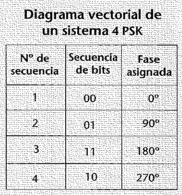 Diagrama vectorial de
un sistema 4 PSK
Nº de secuencia Secuencia de bits Fase asignada
1 00 0º
2 01 90º
3 11 180º
4 10 270º